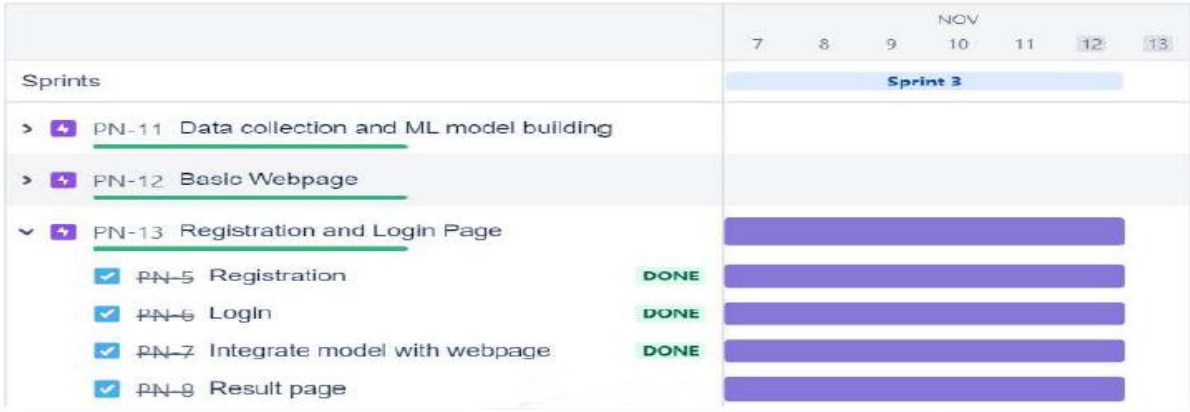 NOV
7 8 9 10 11 12 13
Sprints Sprint 3
PN-11 Data collection and ML model building
PN-12 Basic Webpage
PN-13 Registration and Login Page
PN-5 Registration DONE
PN-6 Login DONE
PN-7 Integrate model with webpage DONE
PN-8 Result page